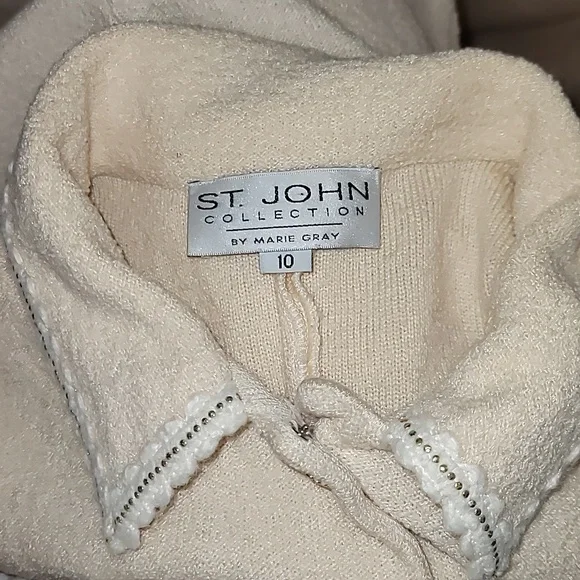 ST. JOHN
COLLECTION
BY MARIE GRAY
10